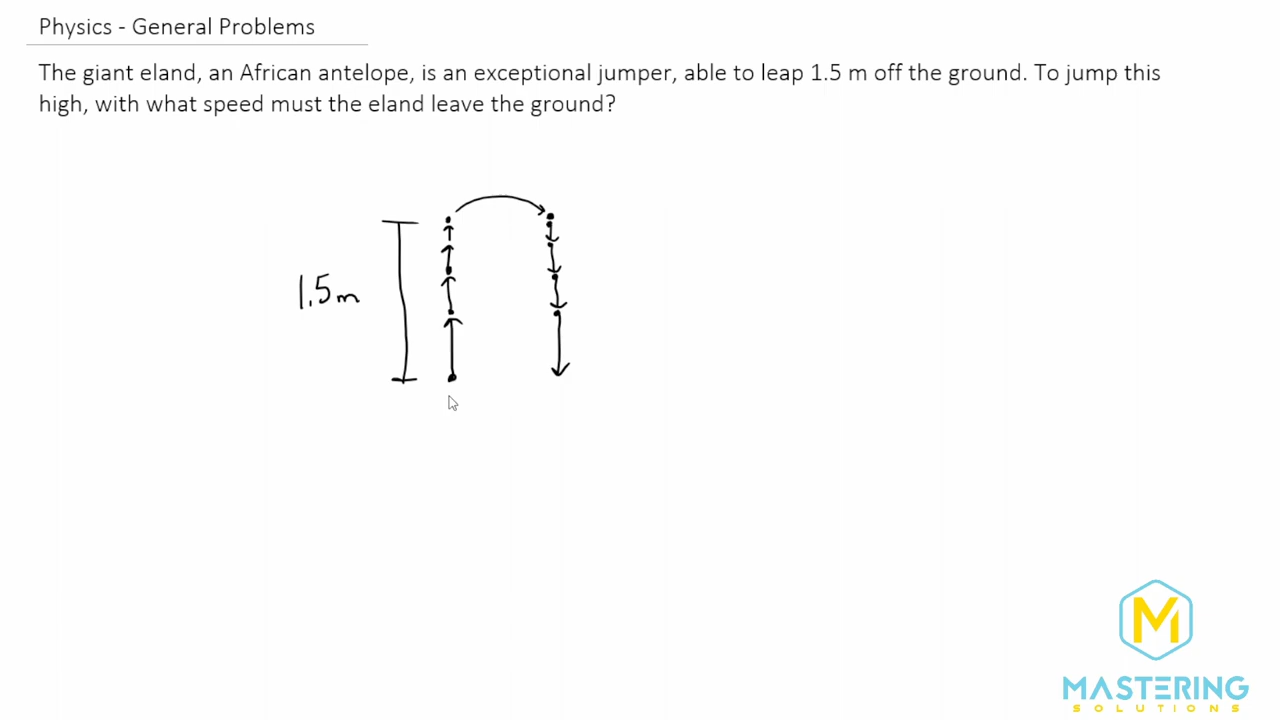 Physics - General Problems
The giant eland, an African antelope, is an exceptional jumper, able to leap 1.5 m off the ground. To jump this
high, with what speed must the eland leave the ground?
1.5m
M
MASTERING
SOLUTIONS